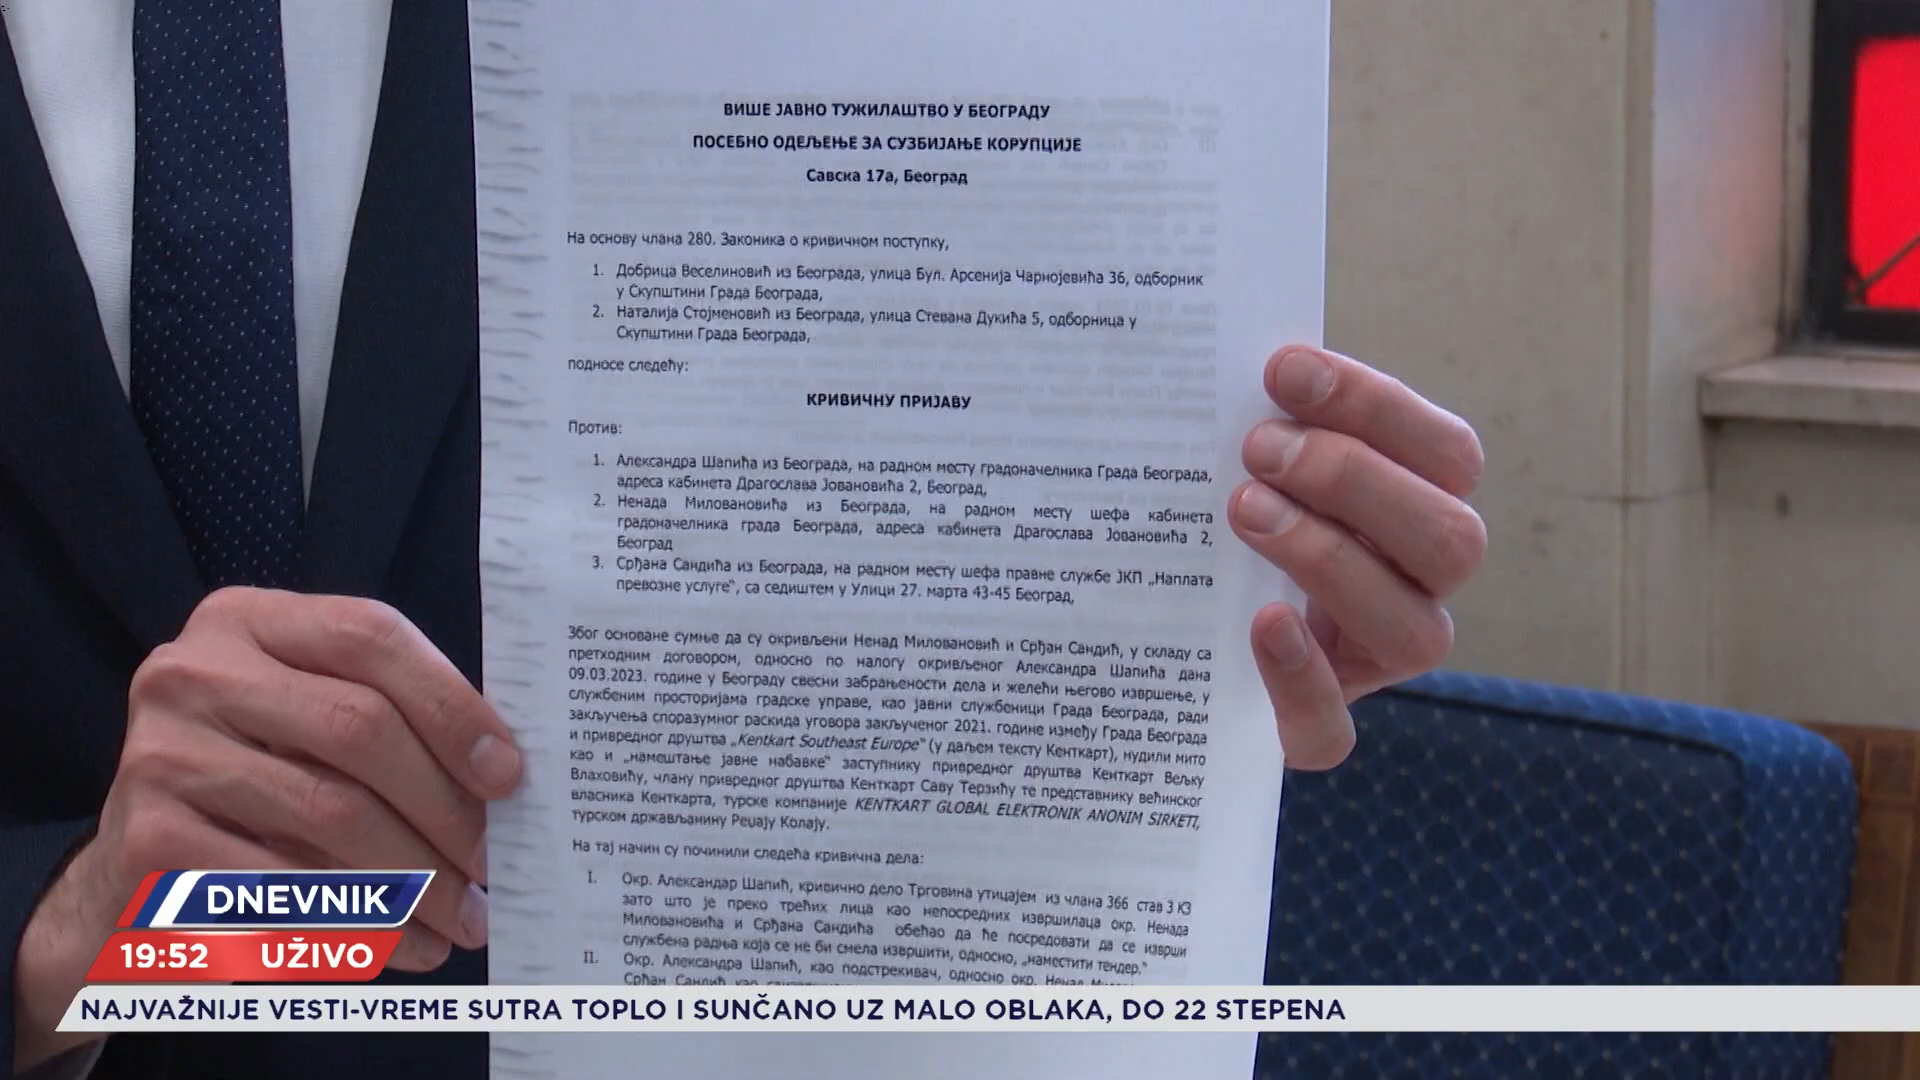 ВИШЕ ЈАВНО ТУЖИЛАШТВО У БЕОГРАДУ
ПОСЕБНО ОДЕЉЕЊЕ ЗА СУЗБИЈАЊЕ КОРУПЦИЈЕ
Савска 17а, Београд
На основу члана 280. Законика о кривичном поступку,
1. Добрица Веселиновић из Београда, улица Бул. Арсенија Чарнојевића 36, одборник
у Скупштини Града Београда,
2. Наталија Стојменовић из Београда, улица Стевана Дукића 5, одборница у
Скупштини Града Београда,
подносе следећу:
КРИВИЧНУ ПРИЈАВУ
Против:
1. Александра Шапића из Београда, на радном месту градоначелника Града Београда,
адреса кабинета Драгослава Јовановића 2, Београд,
2. Ненада Миловановића из Београда, на радном месту шефа кабинета
градоначелника града Београда, адреса кабинета Драгослава Јовановића 2,
Београд
3. Срђана Сандића из Београда, на радном месту шефа правне службе ЈКП „Наплата
превозне услуге“, са седиштем у Улици 27. марта 43-45 Београд,
Због основане сумње да су окривљени Ненад Миловановић и Срђан Сандић, у складу са
претходним договором, односно по налогу окривљеног Александра Шапића дана
09.03.2023. године у Београду свесни забрањености дела и желећи његово извршење, у
службеним просторијама градске управе, као јавни службеници Града Београда, ради
закључења споразумног раскида уговора закљученог 2021. године између Града Београда
и привредног друштва „Kentkart Southeast Europe“ (у даљем тексту Кенткарт), нудили мито
као и „намештање јавне набавке“ заступнику привредног друштва Кенткарт Вељку
Влаховићу, члану привредног друштва Кенткарт Саву Терзићу те представнику већинског
власника Кенткарта, турске компаније KENTKART GLOBAL ELEKTRONIK ANONIM SIRKETI,
турском држављанину Реџају Колају.
На тај начин су починили следећа кривична дела:
I. Окр. Александар Шапић, кривично дело Трговина утицајем из члана 366 став 3 КЗ
зато што је преко трећих лица као непосредних извршилаца окр. Ненада
Миловановића и Срђана Сандића обећао да ће посредовати да се изврши
службена радња која се не би смела извршити, односно, „наместити тендер.“
II. Окр. Александра Шапић, као подстрекивач, односно окр. Ненад
Срђан Сандић као
DNEVNIK
19:52 UŽIVO
NAJVAŽNIJE VESTI-VREME SUTRA TOPLO I SUNČANO UZ MALO OBLAKA, DO 22 STEPENA